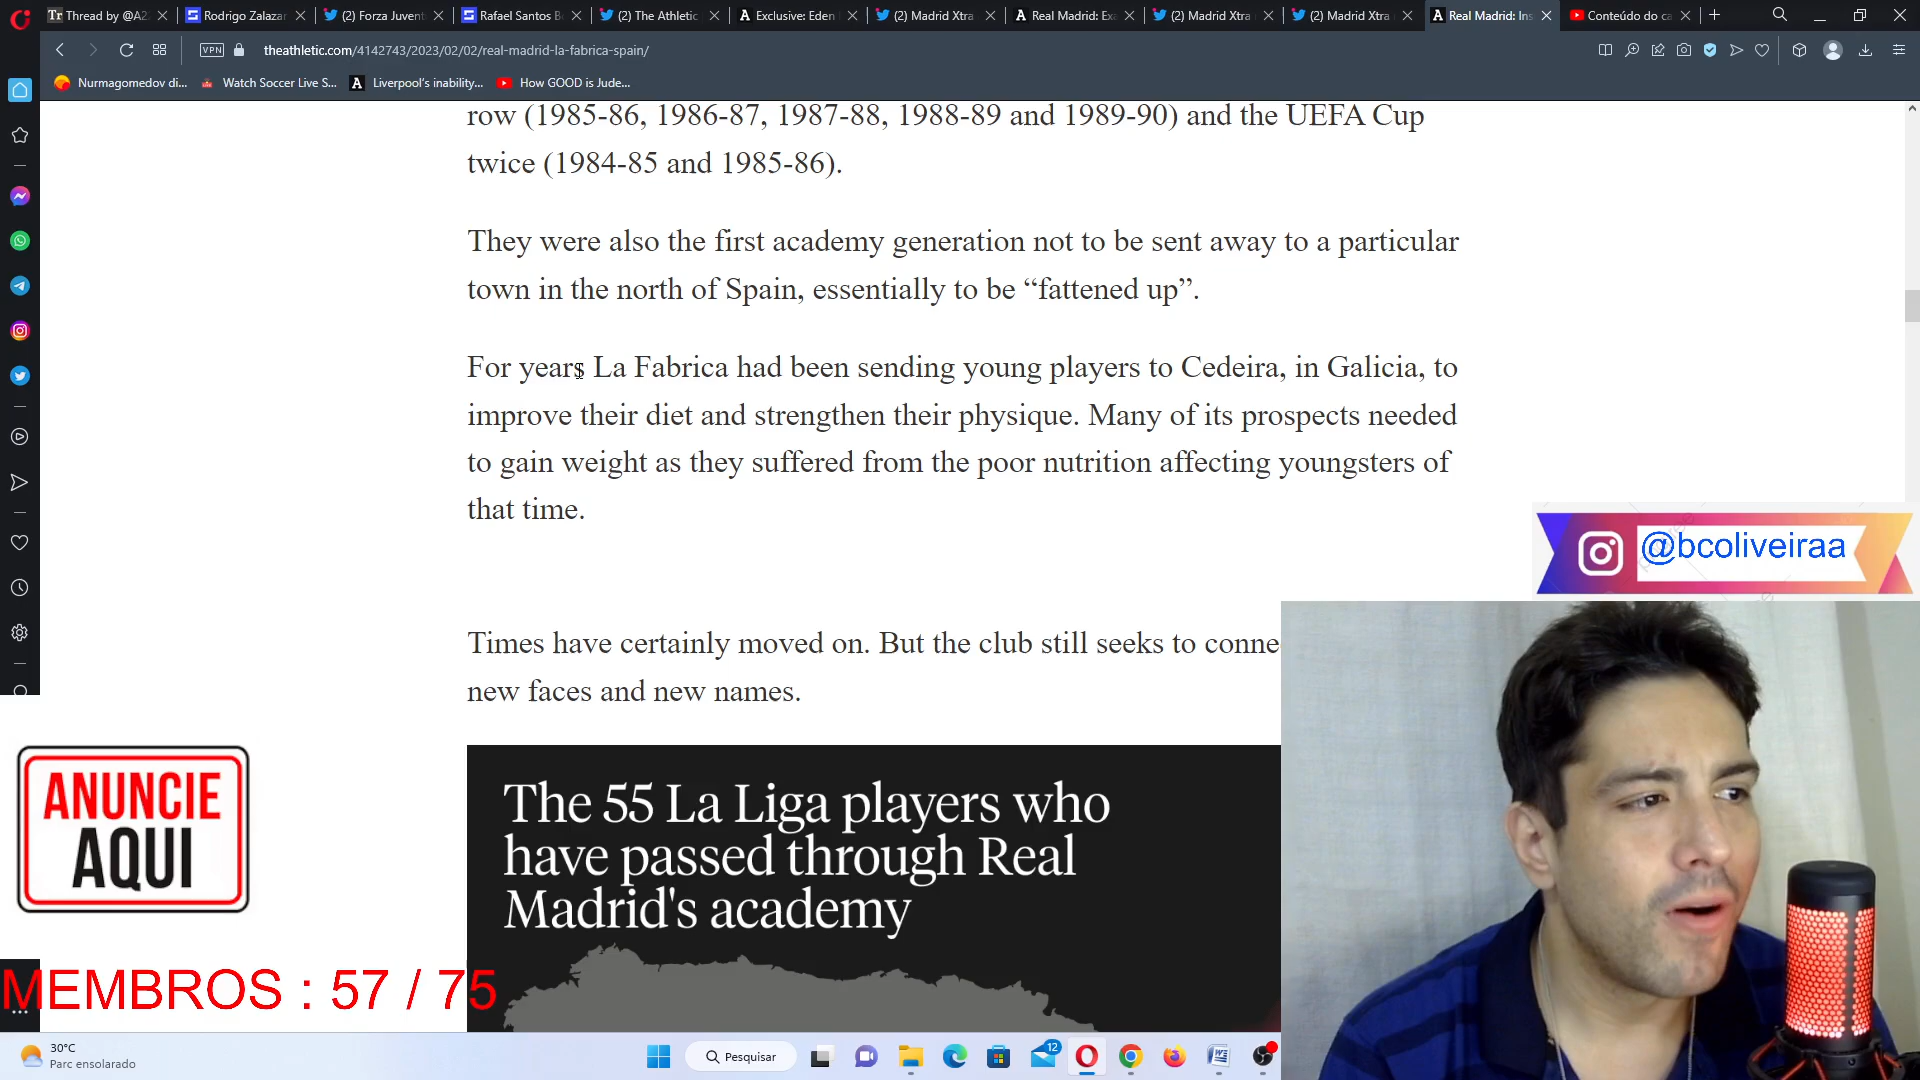 Thread by @A2
Rodrigo Zalazar
(2) Forza Juvent
Rafael Santos B
(2) The Athletic
Exclusive: Eden
(2) Madrid Xtra
Real Madrid: Ex
(2) Madrid Xtra
(2) Madrid Xtra
Real Madrid: Ins
Conteúdo do ca
VPN
theathletic.com/4142743/2023/02/02/real-madrid-la-fabrica-spain/
Nurmagomedov di...
Watch Soccer Live S...
Liverpool's inability...
How GOOD is Jude...
row (1985-86, 1986-87, 1987-88, 1988-89 and 1989-90) and the UEFA Cup
twice (1984-85 and 1985-86).
They were also the first academy generation not to be sent away to a particular
town in the north of Spain, essentially to be “fattened up”.
For years La Fabrica had been sending young players to Cedeira, in Galicia, to
improve their diet and strengthen their physique. Many of its prospects needed
to gain weight as they suffered from the poor nutrition affecting youngsters of
that time.
@bcoliveiraa
Times have certainly moved on. But the club still seeks to conne
new faces and new names.
ANUNCIE
AQUI
The 55 La Liga players who
have passed through Real
Madrid's academy
MEMBROS : 57 / 75
30°C
Parc ensolarado
Pesquisar
12